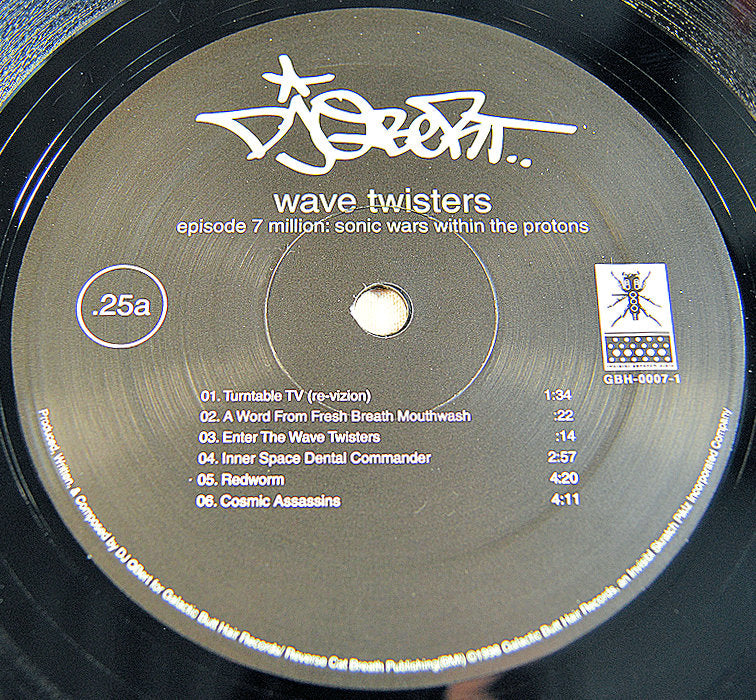 DJ QBERT..
wave twisters
episode 7 million: sonic wars within the protons
.25a
GBH-0007-1
01. Turntable TV (re-vizion) 1:34
02. A Word From Fresh Breath Mouthwash :22
03. Enter The Wave Twisters :14
04. Inner Space Dental Commander 2:57
05. Redworm 4:20
06. Cosmic Assassins 4:11
Produced, Written, & Composed by DJ QBert for Galactic Butt Hair Records/ Reverse Cat Breath Publishing(BMI) ©1998 Galactic Butt Hair Records, an Invisibl Skratch Piklz Incorporated Company